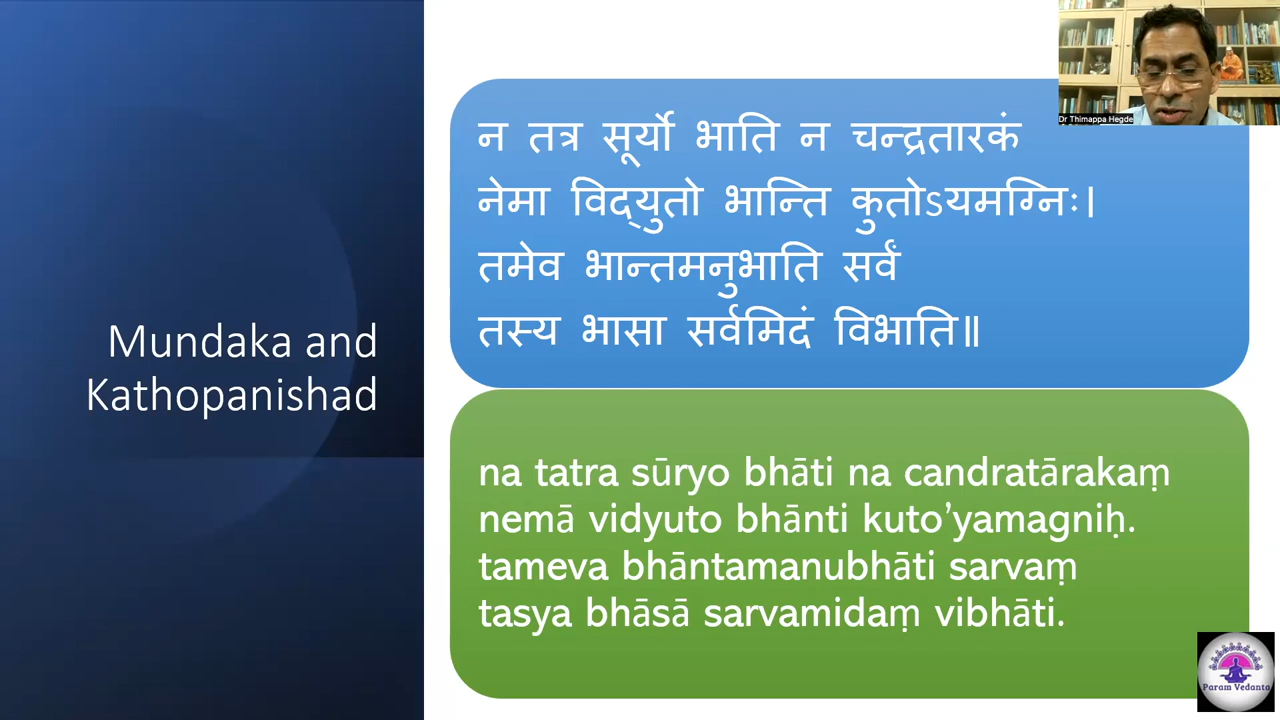 Mundaka and
Kathopanishad
न तत्र सूर्यो भाति न चन्द्रतारकं
नेमा विद्युतो भान्ति कुतोऽयमग्निः।
तमेव भान्तमनुभाति सर्वं
तस्य भासा सर्वमिदं विभाति॥
na tatra sūryo bhāti na candratārakaṃ
nemā vidyuto bhānti kuto’yamagniḥ.
tameva bhāntamanubhāti sarvaṃ
tasya bhāsā sarvamidaṃ vibhāti.
Dr Thimappa Hegde
Param Vedanta